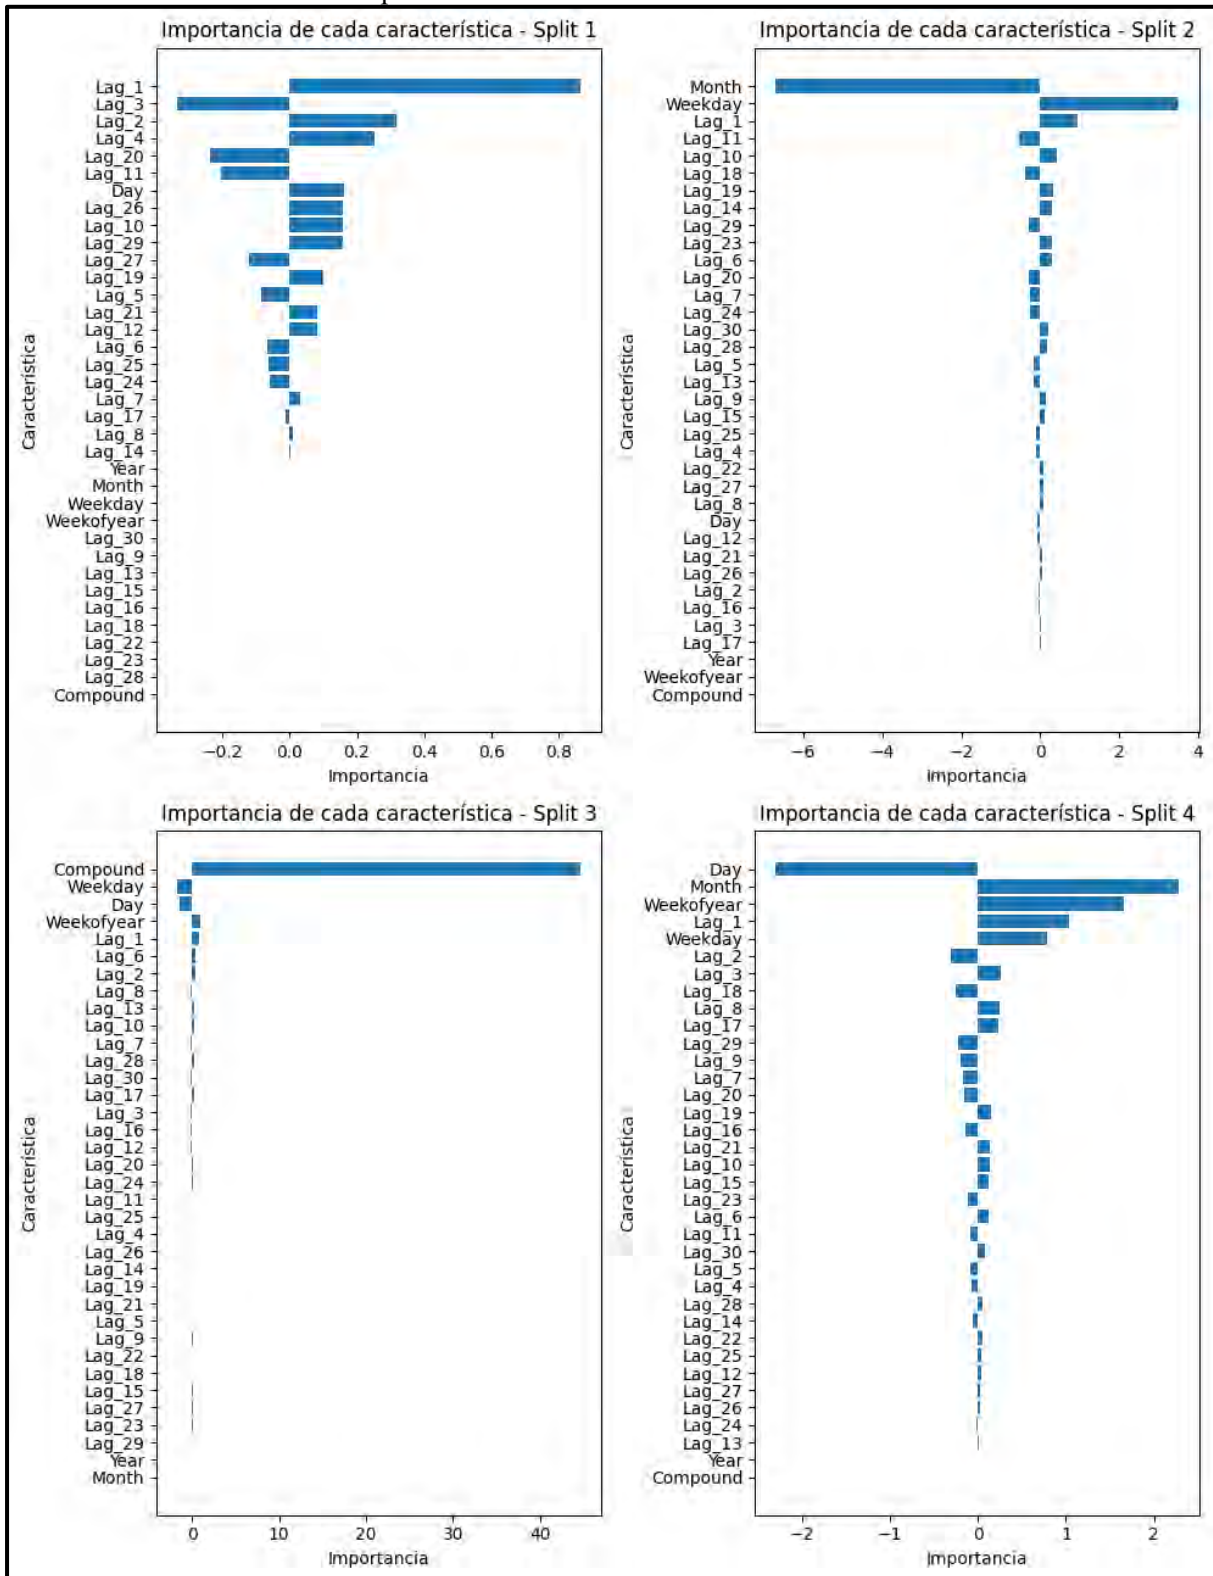 Importancia de cada característica - Split 1
Lag_1
Lag_3
Lag_2
Lag_4
Lag_20
Lag_11
Day
Lag_26
Lag_10
Lag_29
Lag_27
Lag_19
Lag_5
Lag_21
Lag_12
Lag_6
Lag_25
Lag_24
Lag_7
Lag_17
Lag_8
Lag_14
Year
Month
Weekday
Weekofyear
Lag_30
Lag_9
Lag_13
Lag_15
Lag_16
Lag_18
Lag_22
Lag_23
Lag_28
Compound
Característica
−0.2 0.0 0.2 0.4 0.6 0.8
Importancia
Importancia de cada característica - Split 2
Month
Weekday
Lag_1
Lag_11
Lag_10
Lag_18
Lag_19
Lag_14
Lag_29
Lag_23
Lag_6
Lag_20
Lag_7
Lag_24
Lag_30
Lag_28
Lag_5
Lag_13
Lag_9
Lag_15
Lag_25
Lag_4
Lag_22
Lag_27
Lag_8
Day
Lag_12
Lag_21
Lag_26
Lag_2
Lag_16
Lag_3
Lag_17
Year
Weekofyear
Compound
Característica
−6 −4 −2 0 2 4
Importancia
Importancia de cada característica - Split 3
Compound
Weekday
Day
Weekofyear
Lag_1
Lag_6
Lag_2
Lag_8
Lag_13
Lag_10
Lag_7
Lag_28
Lag_30
Lag_17
Lag_3
Lag_16
Lag_12
Lag_20
Lag_24
Lag_11
Lag_25
Lag_4
Lag_26
Lag_14
Lag_19
Lag_21
Lag_5
Lag_9
Lag_22
Lag_18
Lag_15
Lag_27
Lag_23
Lag_29
Year
Month
Característica
0 10 20 30 40
Importancia
Importancia de cada característica - Split 4
Day
Month
Weekofyear
Lag_1
Weekday
Lag_2
Lag_3
Lag_18
Lag_8
Lag_17
Lag_29
Lag_9
Lag_7
Lag_20
Lag_19
Lag_16
Lag_21
Lag_10
Lag_15
Lag_23
Lag_6
Lag_11
Lag_30
Lag_5
Lag_4
Lag_28
Lag_14
Lag_22
Lag_25
Lag_12
Lag_27
Lag_26
Lag_24
Lag_13
Year
Compound
Característica
−2 −1 0 1 2
Importancia